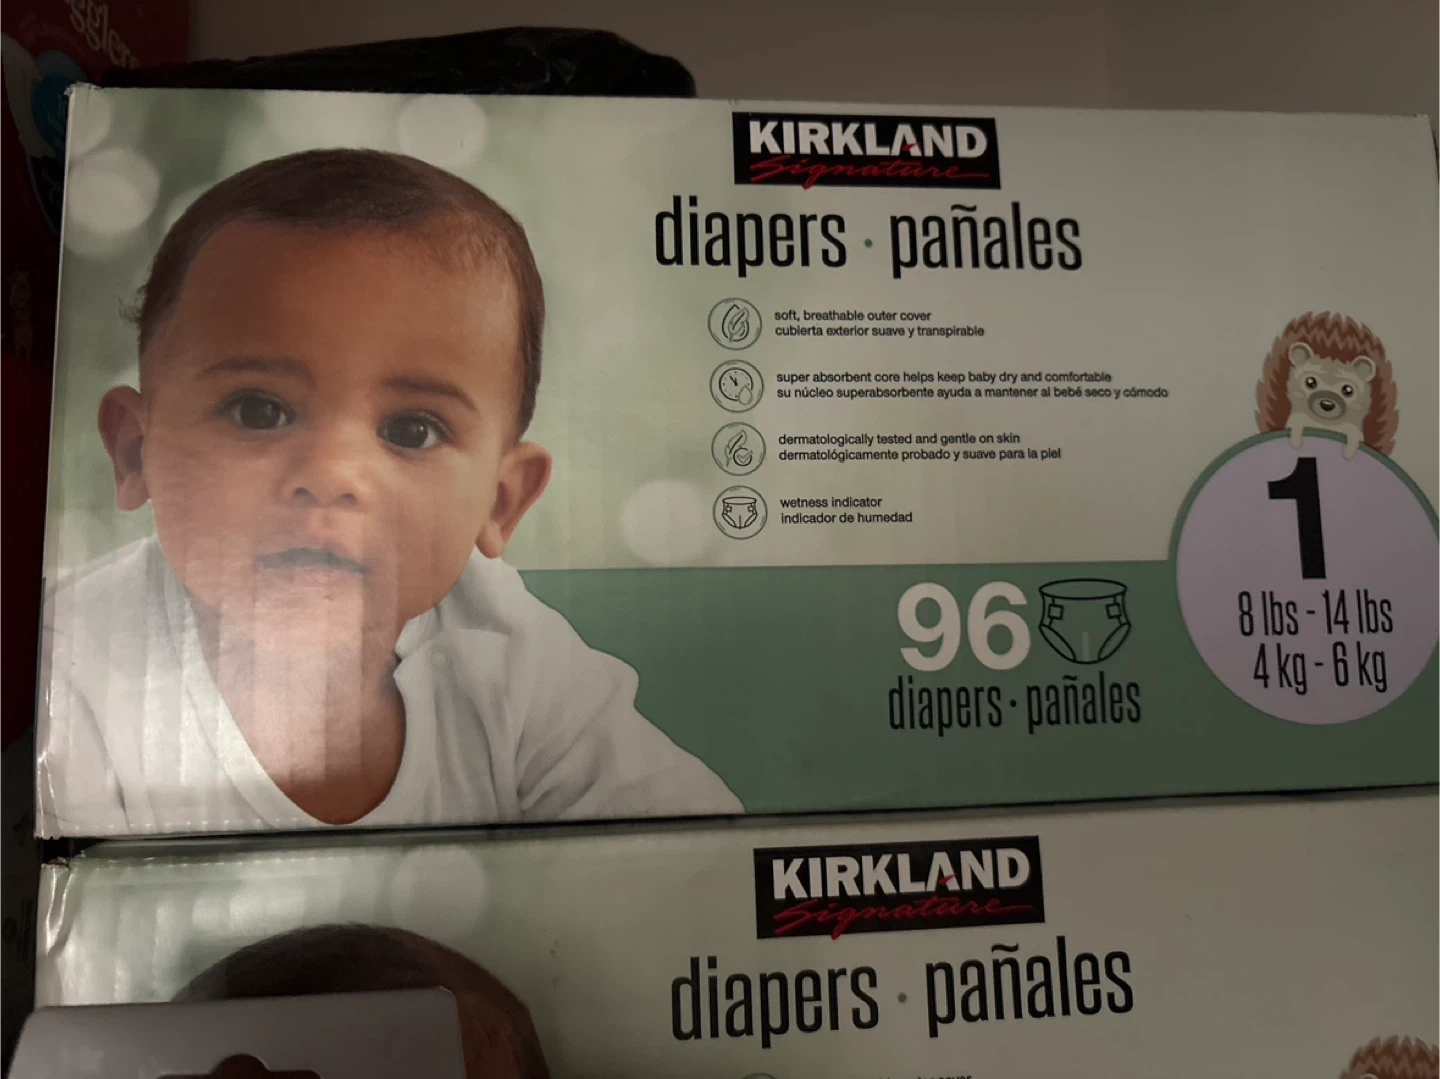 KIRKLAND
Signature
diapers · pañales
soft, breathable outer cover
cubierta exterior suave y transpirable
super absorbent core helps keep baby dry and comfortable
su núcleo superabsorbente ayuda a mantener al bebé seco y cómodo
dermatologically tested and gentle on skin
dermatológicamente probado y suave para la piel
wetness indicator
indicador de humedad
1
8 lbs - 14 lbs
4 kg - 6 kg
96
diapers · pañales
KIRKLAND
Signature
diapers · pañales